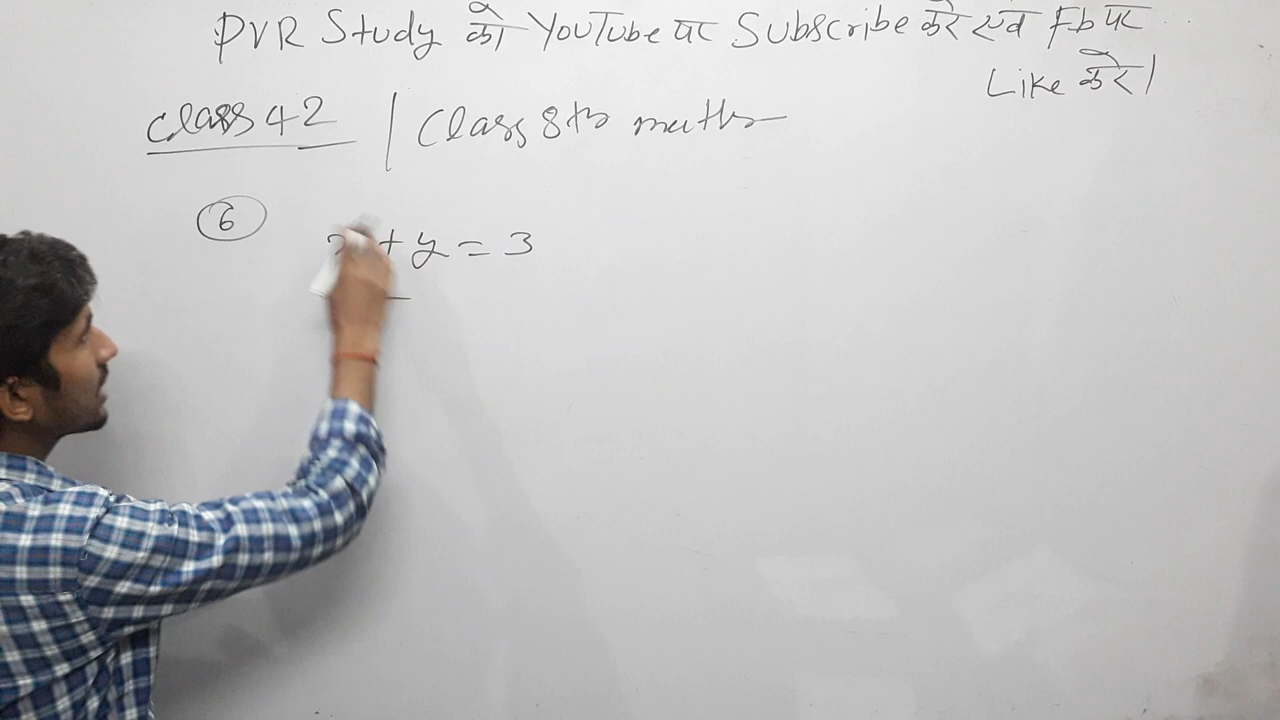 PVR Study को YouTube पर Subscribe करें एवं Fb पर
Like करें।
Class 42 | Class 8th maths
6 x + y = 3